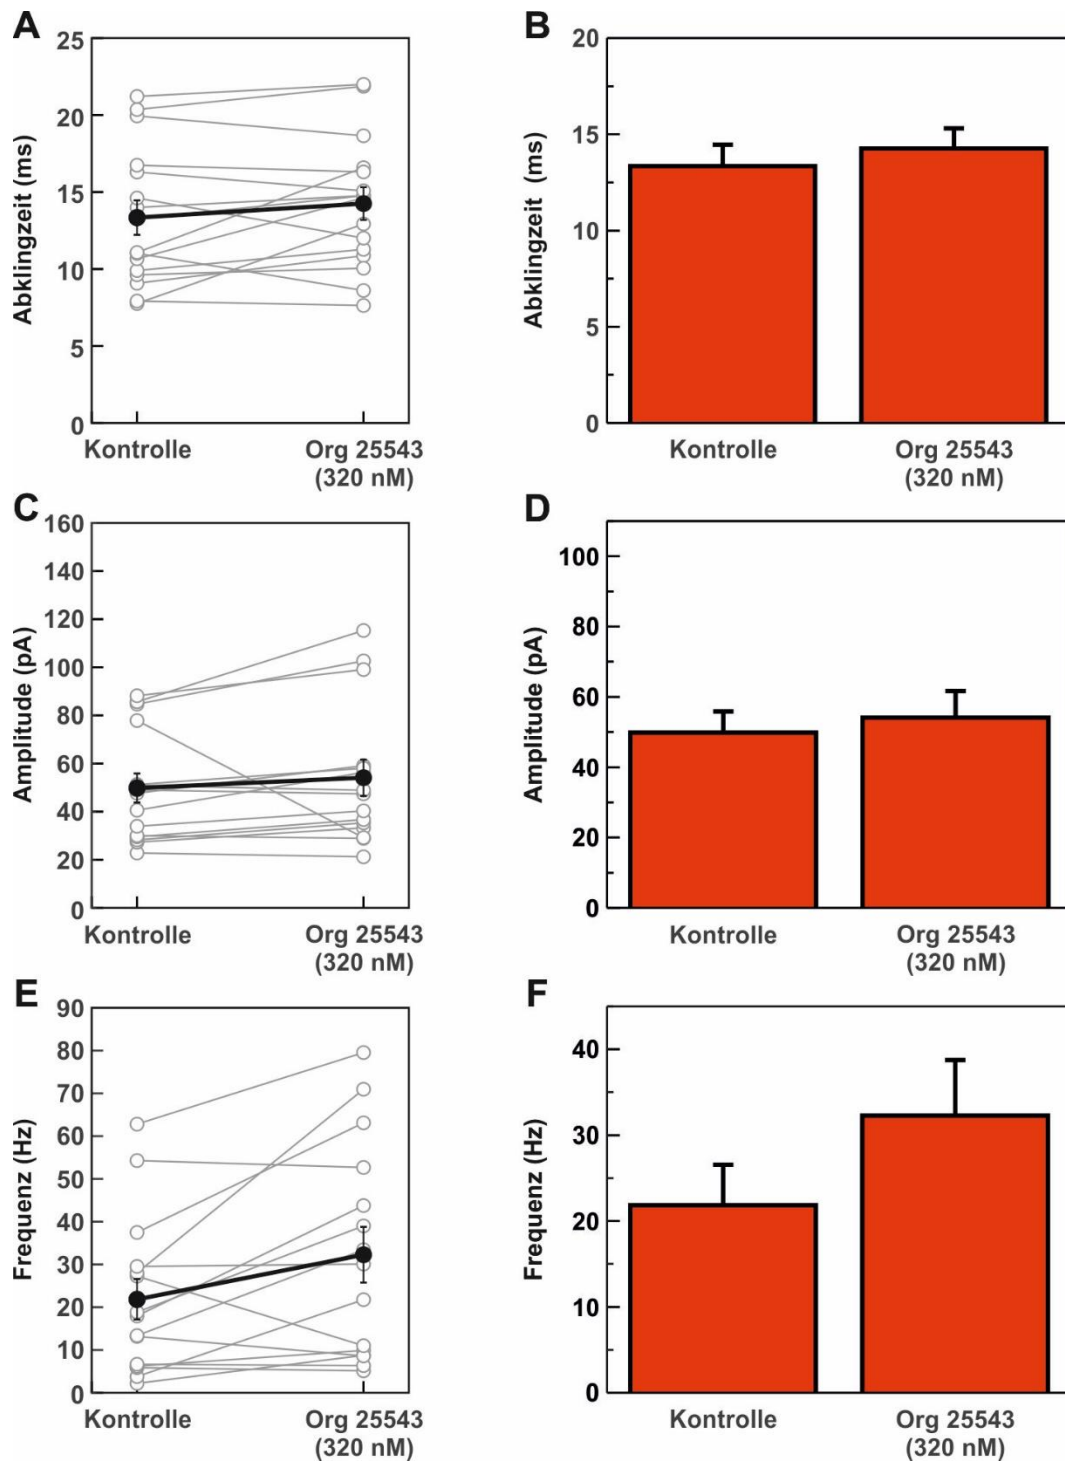 A
Abklingzeit (ms)
25
20
15
10
5
0
Kontrolle
Org 25543
(320 nM)
B
Abklingzeit (ms)
20
15
10
5
0
Kontrolle
Org 25543
(320 nM)
C
Amplitude (pA)
160
140
120
100
80
60
40
20
0
Kontrolle
Org 25543
(320 nM)
D
Amplitude (pA)
100
80
60
40
20
0
Kontrolle
Org 25543
(320 nM)
E
Frequenz (Hz)
90
80
70
60
50
40
30
20
10
0
Kontrolle
Org 25543
(320 nM)
F
Frequenz (Hz)
40
30
20
10
0
Kontrolle
Org 25543
(320 nM)